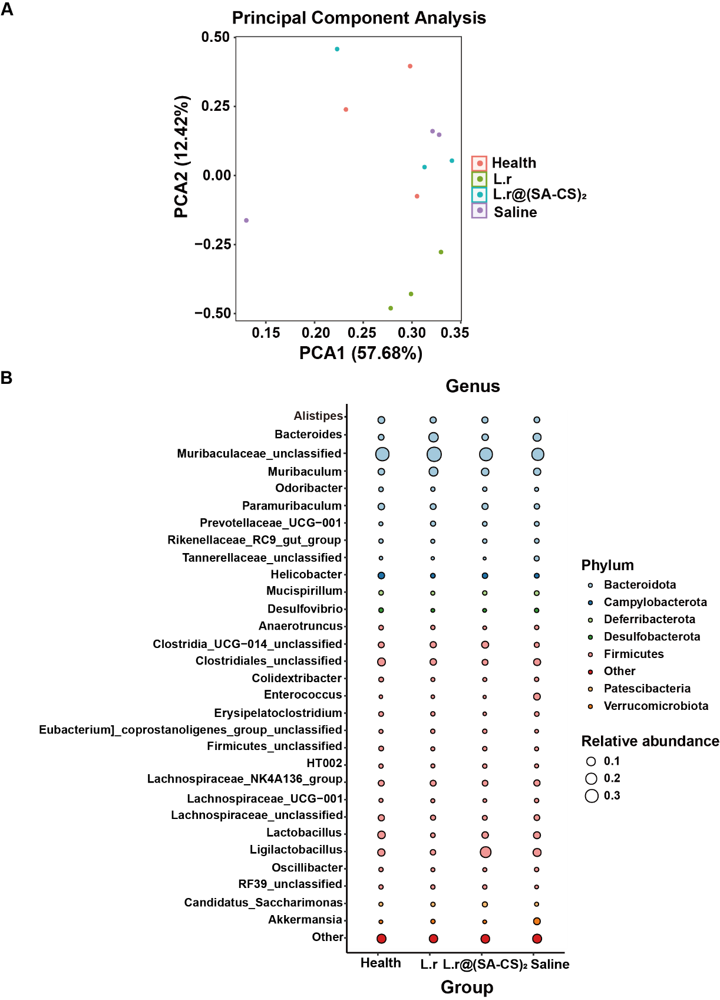 A
Principal Component Analysis
0.50
0.25
0.00
−0.25
−0.50
PCA2 (12.42%)
0.15 0.20 0.25 0.30 0.35
PCA1 (57.68%)
Health
L.r
L.r@(SA-CS)₂
Saline
B
Genus
Alistipes
Bacteroides
Muribaculaceae_unclassified
Muribaculum
Odoribacter
Paramuribaculum
Prevotellaceae_UCG−001
Rikenellaceae_RC9_gut_group
Tannerellaceae_unclassified
Helicobacter
Mucispirillum
Desulfovibrio
Anaerotruncus
Clostridia_UCG−014_unclassified
Clostridiales_unclassified
Colidextribacter
Enterococcus
Erysipelatoclostridium
Eubacterium]_coprostanoligenes_group_unclassified
Firmicutes_unclassified
HT002
Lachnospiraceae_NK4A136_group
Lachnospiraceae_UCG−001
Lachnospiraceae_unclassified
Lactobacillus
Ligilactobacillus
Oscillibacter
RF39_unclassified
Candidatus_Saccharimonas
Akkermansia
Other
Health L.r L.r@(SA-CS)₂ Saline
Group
Phylum
Bacteroidota
Campylobacterota
Deferribacterota
Desulfobacterota
Firmicutes
Other
Patescibacteria
Verrucomicrobiota
Relative abundance
0.1
0.2
0.3